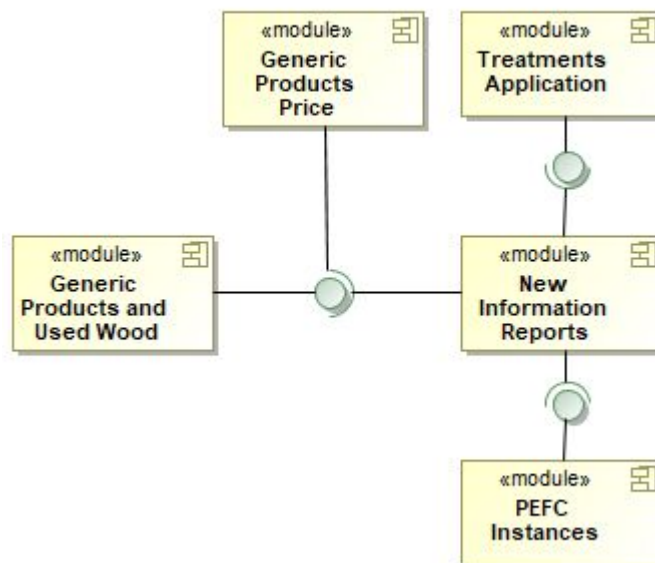 «module»
Generic
Products
Price
«module»
Treatments
Application
«module»
Generic
Products and
Used Wood
«module»
New
Information
Reports
«module»
PEFC
Instances